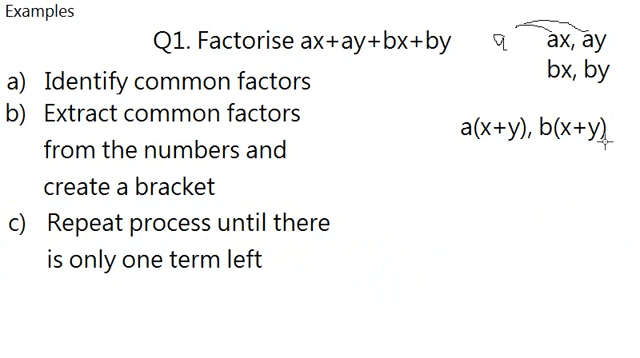 Examples
Q1. Factorise ax+ay+bx+by
a) Identify common factors
b) Extract common factors
from the numbers and
create a bracket
c) Repeat process until there
is only one term left
a
ax, ay
bx, by
a(x+y), b(x+y)